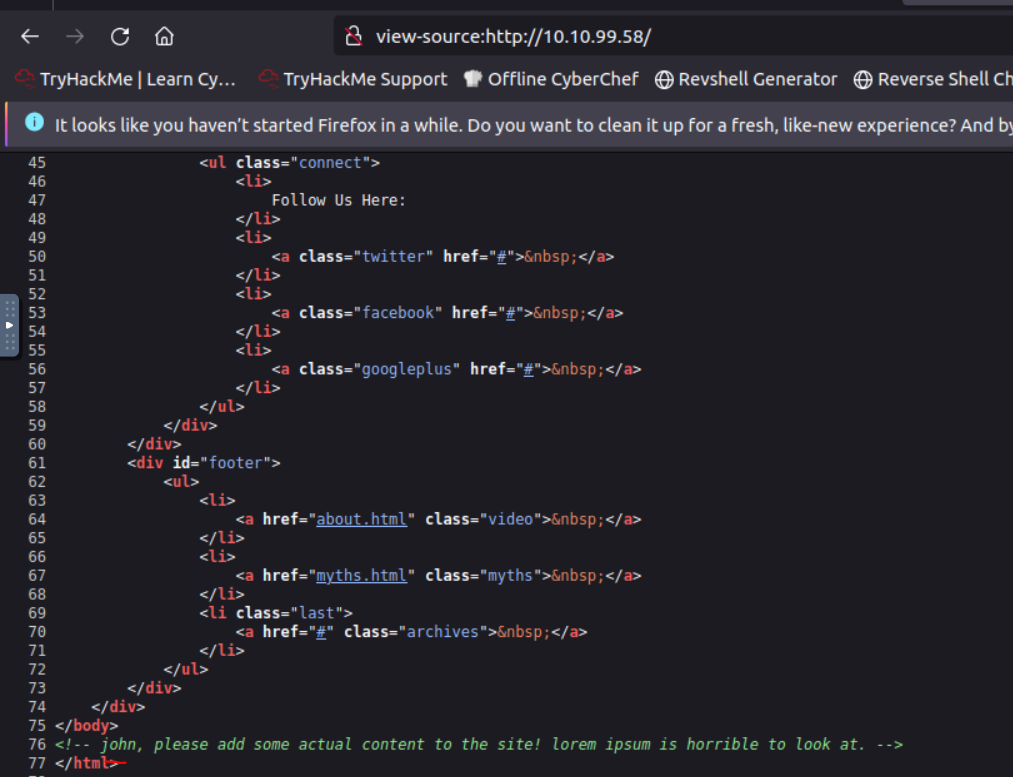 view-source:http://10.10.99.58/
TryHackMe | Learn Cy... TryHackMe Support Offline CyberChef Revshell Generator Reverse Shell Ch
It looks like you haven't started Firefox in a while. Do you want to clean it up for a fresh, like-new experience? And by
45 <ul class="connect">
46 <li>
47 Follow Us Here:
48 </li>
49 <li>
50 <a class="twitter" href="#">&nbsp;</a>
51 </li>
52 <li>
53 <a class="facebook" href="#">&nbsp;</a>
54 </li>
55 <li>
56 <a class="googleplus" href="#">&nbsp;</a>
57 </li>
58 </ul>
59 </div>
60 </div>
61 <div id="footer">
62 <ul>
63 <li>
64 <a href="about.html" class="video">&nbsp;</a>
65 </li>
66 <li>
67 <a href="myths.html" class="myths">&nbsp;</a>
68 </li>
69 <li class="last">
70 <a href="#" class="archives">&nbsp;</a>
71 </li>
72 </ul>
73 </div>
74 </div>
75 </body>
76 <!-- john, please add some actual content to the site! lorem ipsum is horrible to look at. -->
77 </html>